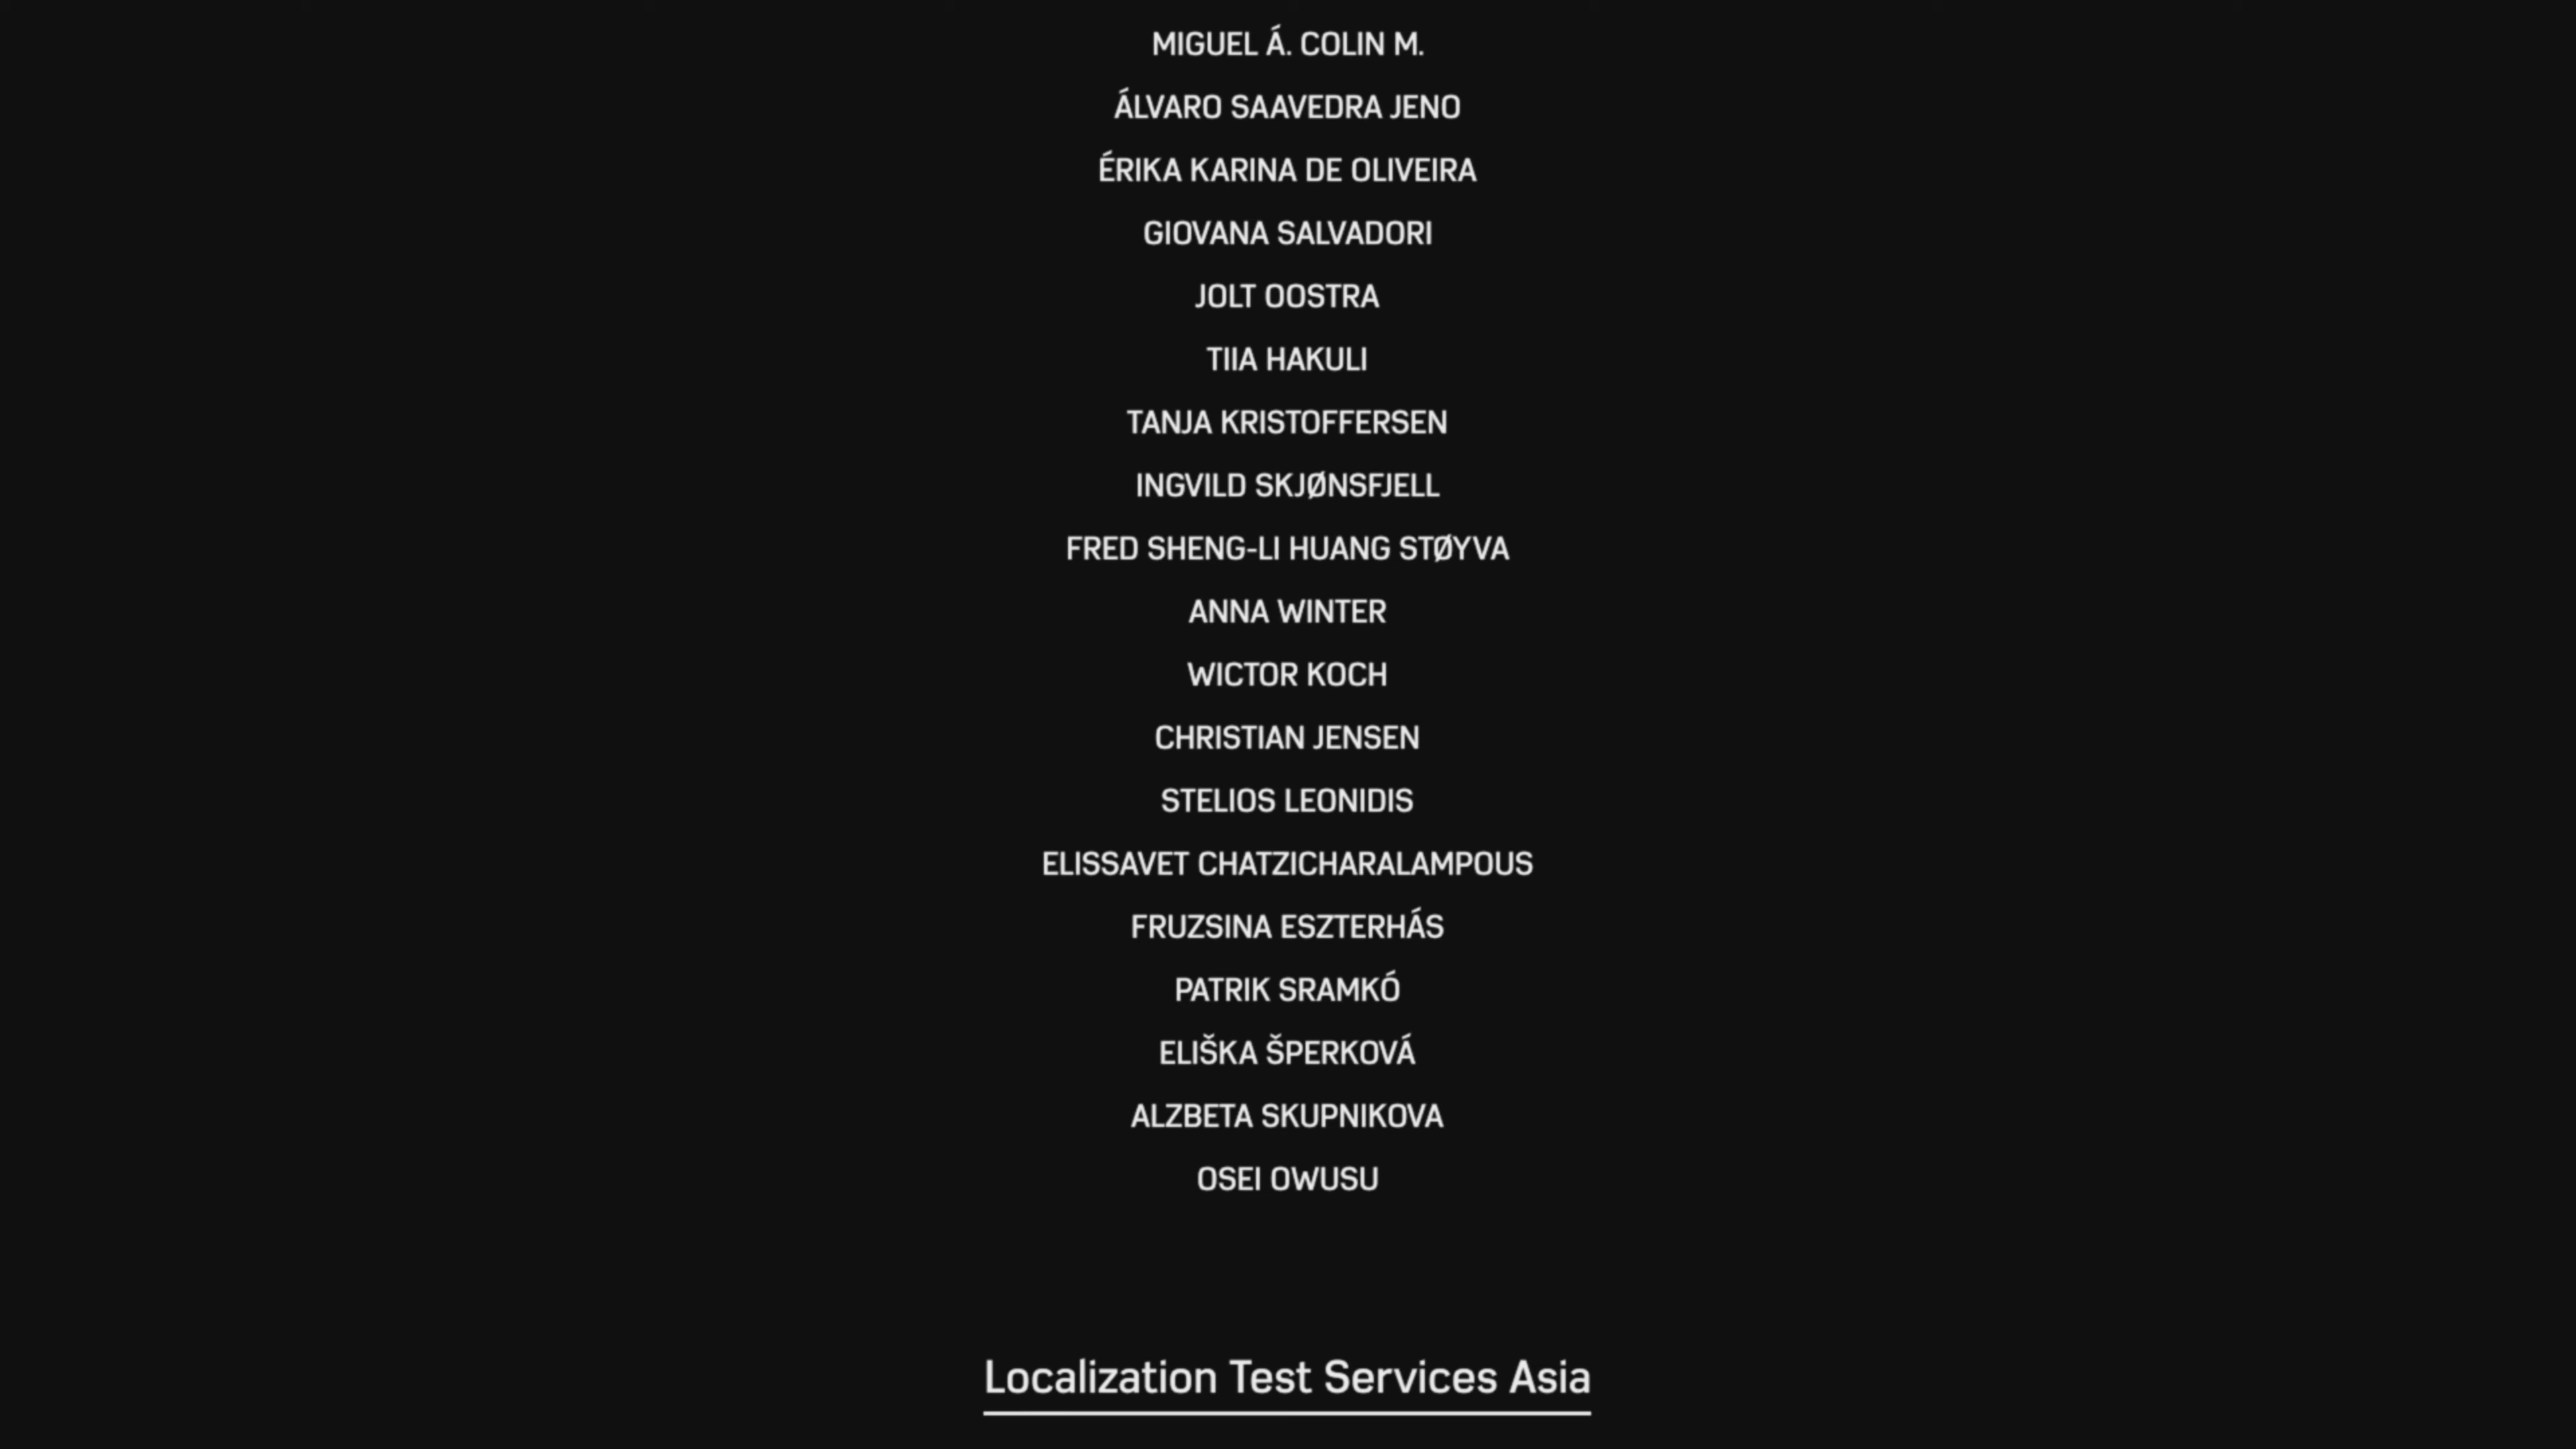 MIGUEL Á. COLIN M.
ÁLVARO SAAVEDRA JENO
ÉRIKA KARINA DE OLIVEIRA
GIOVANA SALVADORI
JOLT OOSTRA
TIIA HAKULI
TANJA KRISTOFFERSEN
INGVILD SKJØNSFJELL
FRED SHENG-LI HUANG STØYVA
ANNA WINTER
WICTOR KOCH
CHRISTIAN JENSEN
STELIOS LEONIDIS
ELISSAVET CHATZICHARALAMPOUS
FRUZSINA ESZTERHÁS
PATRIK SRAMKÓ
ELIŠKA ŠPERKOVÁ
ALZBETA SKUPNIKOVA
OSEI OWUSU
Localization Test Services Asia